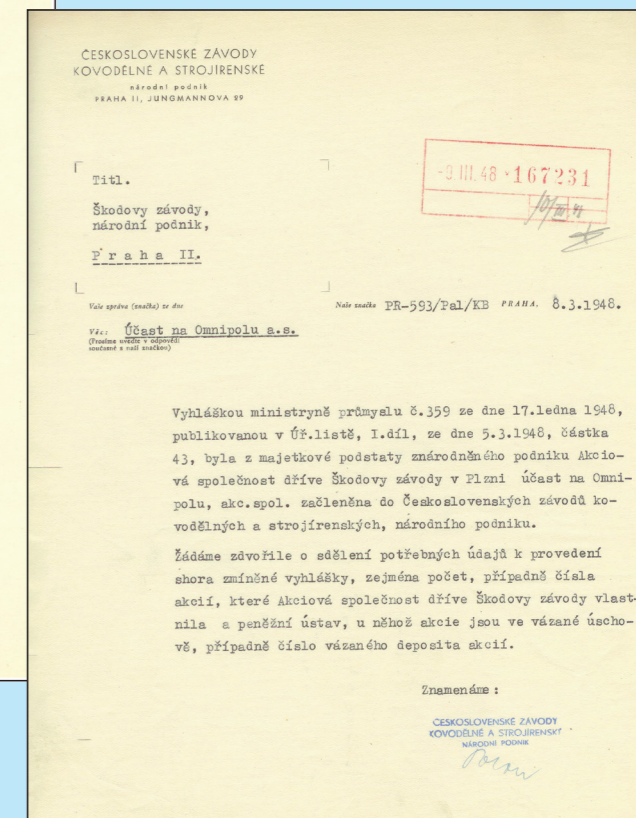 ČESKOSLOVENSKÉ ZÁVODY
KOVODĚLNÉ A STROJÍRENSKÉ
národní podnik
PRAHA II, JUNGMANNOVA 29
-9.III.48 * 167231
10/III 48
Titl.
Škodovy závody,
národní podnik,
Praha II.
Vaše zpráva (značka) ze dne
Naše značka PR-593/Pal/KB PRAHA. 8.3.1948.
Věc: Účast na Omnipolu a.s.
(Prosíme uvésti v odpovědi
současně s naší značkou)
Vyhláškou ministryně průmyslu č.359 ze dne 17.ledna 1948,
publikovanou v Úř.listě, I.díl, ze dne 5.3.1948, částka
43, byla z majetkové podstaty znárodněného podniku Akcio-
vá společnost dříve Škodovy závody v Plzni účast na Omni-
polu, akc.spol. začleněna do Československých závodů ko-
vodělných a strojírenských, národního podniku.
Žádáme zdvořile o sdělení potřebných údajů k provedení
shora zmíněné vyhlášky, zejména počet, případně čísla
akcií, které Akciová společnost dříve Škodovy závody vlast-
nila a peněžní ústav, u něhož akcie jsou ve vázané úscho-
vě, případně číslo vázaného deposita akcií.
Znamenáme :
ČESKOSLOVENSKÉ ZÁVODY
KOVODĚLNÉ A STROJÍRENSKÉ
NÁRODNÍ PODNIK